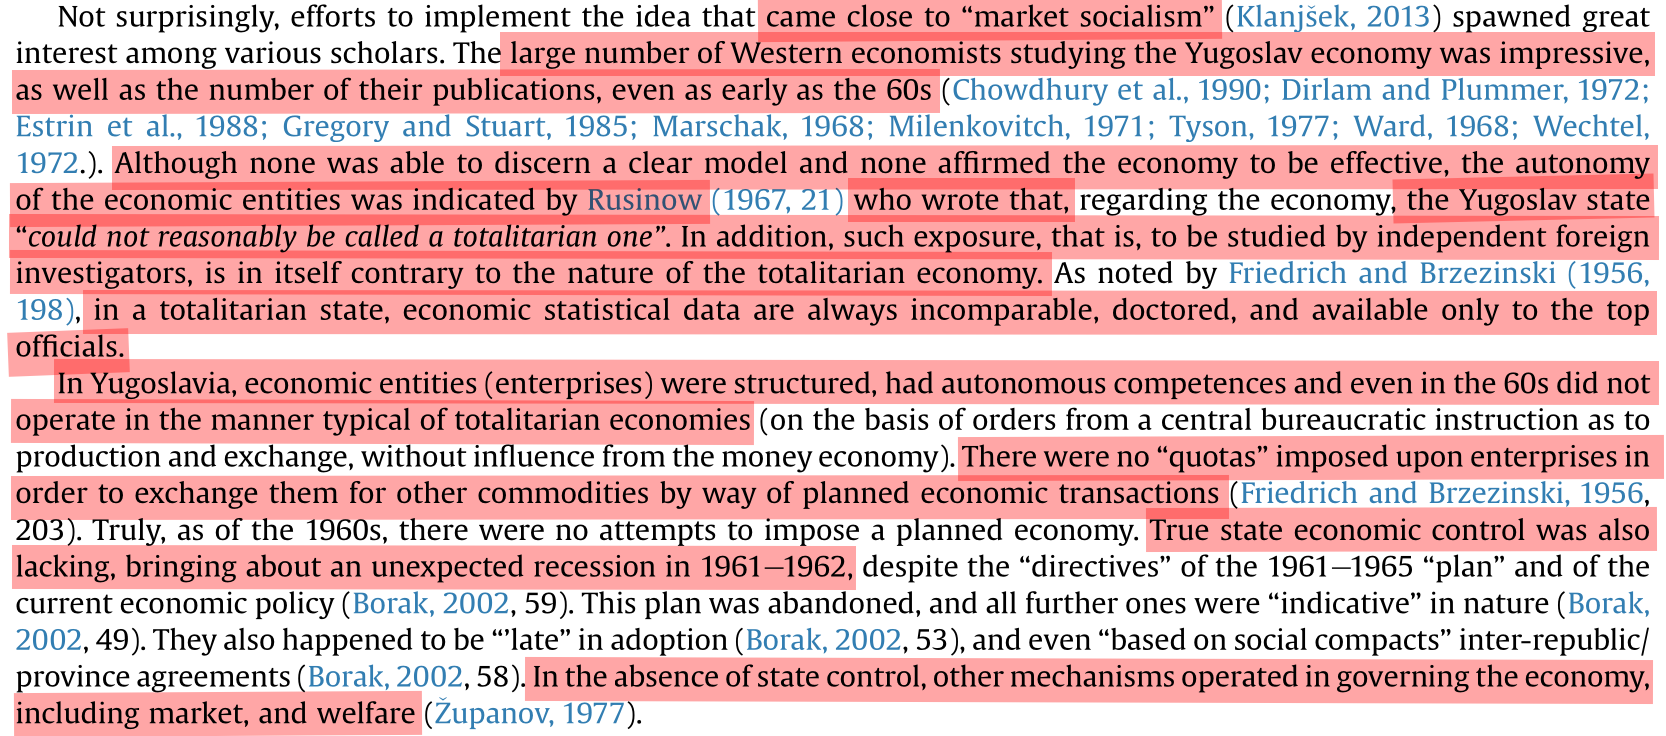 Not surprisingly, efforts to implement the idea that came close to “market socialism” (Klanjšek, 2013) spawned great
interest among various scholars. The large number of Western economists studying the Yugoslav economy was impressive,
as well as the number of their publications, even as early as the 60s (Chowdhury et al., 1990; Dirlam and Plummer, 1972;
Estrin et al., 1988; Gregory and Stuart, 1985; Marschak, 1968; Milenkovitch, 1971; Tyson, 1977; Ward, 1968; Wechtel,
1972.). Although none was able to discern a clear model and none affirmed the economy to be effective, the autonomy
of the economic entities was indicated by Rusinow (1967, 21) who wrote that, regarding the economy, the Yugoslav state
“could not reasonably be called a totalitarian one”. In addition, such exposure, that is, to be studied by independent foreign
investigators, is in itself contrary to the nature of the totalitarian economy. As noted by Friedrich and Brzezinski (1956,
198), in a totalitarian state, economic statistical data are always incomparable, doctored, and available only to the top
officials.
In Yugoslavia, economic entities (enterprises) were structured, had autonomous competences and even in the 60s did not
operate in the manner typical of totalitarian economies (on the basis of orders from a central bureaucratic instruction as to
production and exchange, without influence from the money economy). There were no “quotas” imposed upon enterprises in
order to exchange them for other commodities by way of planned economic transactions (Friedrich and Brzezinski, 1956,
203). Truly, as of the 1960s, there were no attempts to impose a planned economy. True state economic control was also
lacking, bringing about an unexpected recession in 1961–1962, despite the “directives” of the 1961–1965 “plan” and of the
current economic policy (Borak, 2002, 59). This plan was abandoned, and all further ones were “indicative” in nature (Borak,
2002, 49). They also happened to be “’late” in adoption (Borak, 2002, 53), and even “based on social compacts” inter-republic/
province agreements (Borak, 2002, 58). In the absence of state control, other mechanisms operated in governing the economy,
including market, and welfare (Županov, 1977).